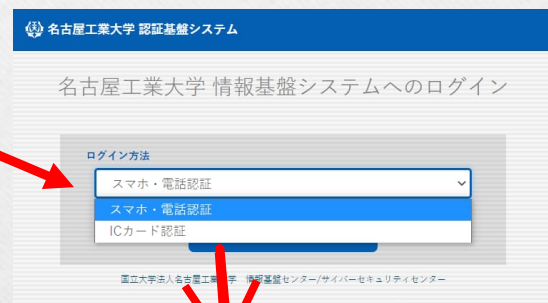 名古屋工業大学 認証基盤システム
名古屋工業大学 情報基盤システムへのログイン
ログイン方法
スマホ・電話認証
スマホ・電話認証
ICカード認証
国立大学法人名古屋工業大学 情報基盤センター/サイバーセキュリティセンター